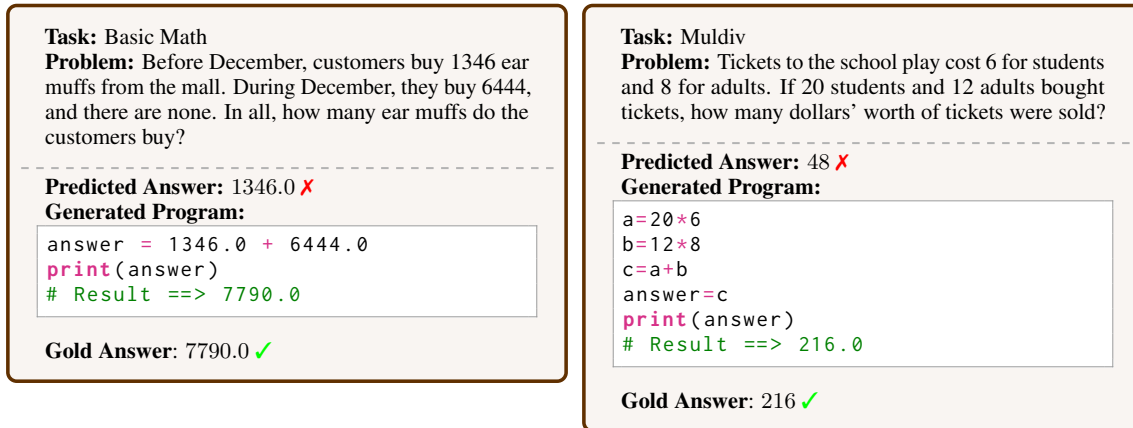 Task: Basic Math
Problem: Before December, customers buy 1346 ear
muffs from the mall. During December, they buy 6444,
and there are none. In all, how many ear muffs do the
customers buy?
Predicted Answer: 1346.0 ✗
Generated Program:
answer = 1346.0 + 6444.0
print(answer)
# Result ==> 7790.0
Gold Answer: 7790.0 ✓
Task: Muldiv
Problem: Tickets to the school play cost 6 for students
and 8 for adults. If 20 students and 12 adults bought
tickets, how many dollars' worth of tickets were sold?
Predicted Answer: 48 ✗
Generated Program:
a=20*6
b=12*8
c=a+b
answer=c
print(answer)
# Result ==> 216.0
Gold Answer: 216 ✓